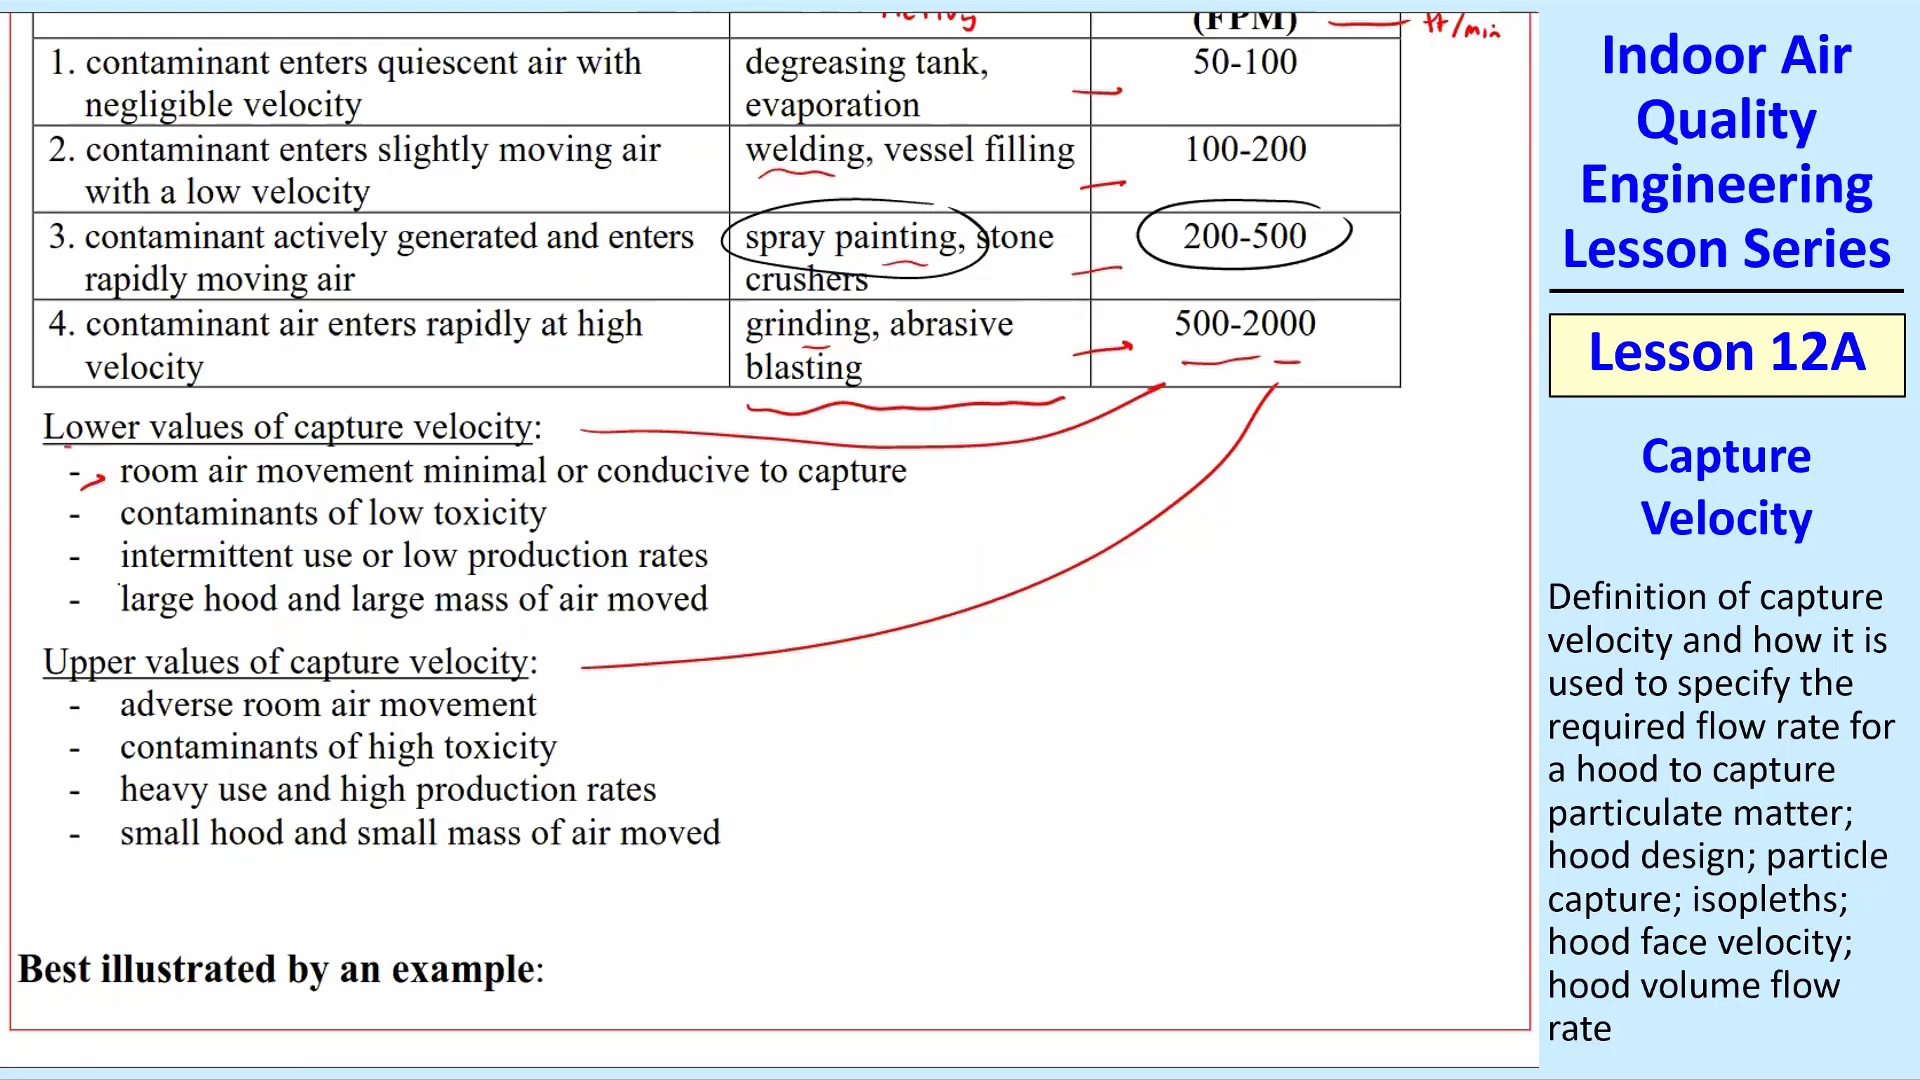 (FPM) ft/min
1. contaminant enters quiescent air with
negligible velocity
degreasing tank,
evaporation
50-100
2. contaminant enters slightly moving air
with a low velocity
welding, vessel filling
100-200
3. contaminant actively generated and enters
rapidly moving air
spray painting, stone
crushers
200-500
4. contaminant air enters rapidly at high
velocity
grinding, abrasive
blasting
500-2000
Lower values of capture velocity:
- room air movement minimal or conducive to capture
- contaminants of low toxicity
- intermittent use or low production rates
- large hood and large mass of air moved
Upper values of capture velocity:
- adverse room air movement
- contaminants of high toxicity
- heavy use and high production rates
- small hood and small mass of air moved
Best illustrated by an example:
Indoor Air
Quality
Engineering
Lesson Series
Lesson 12A
Capture
Velocity
Definition of capture
velocity and how it is
used to specify the
required flow rate for
a hood to capture
particulate matter;
hood design; particle
capture; isopleths;
hood face velocity;
hood volume flow
rate